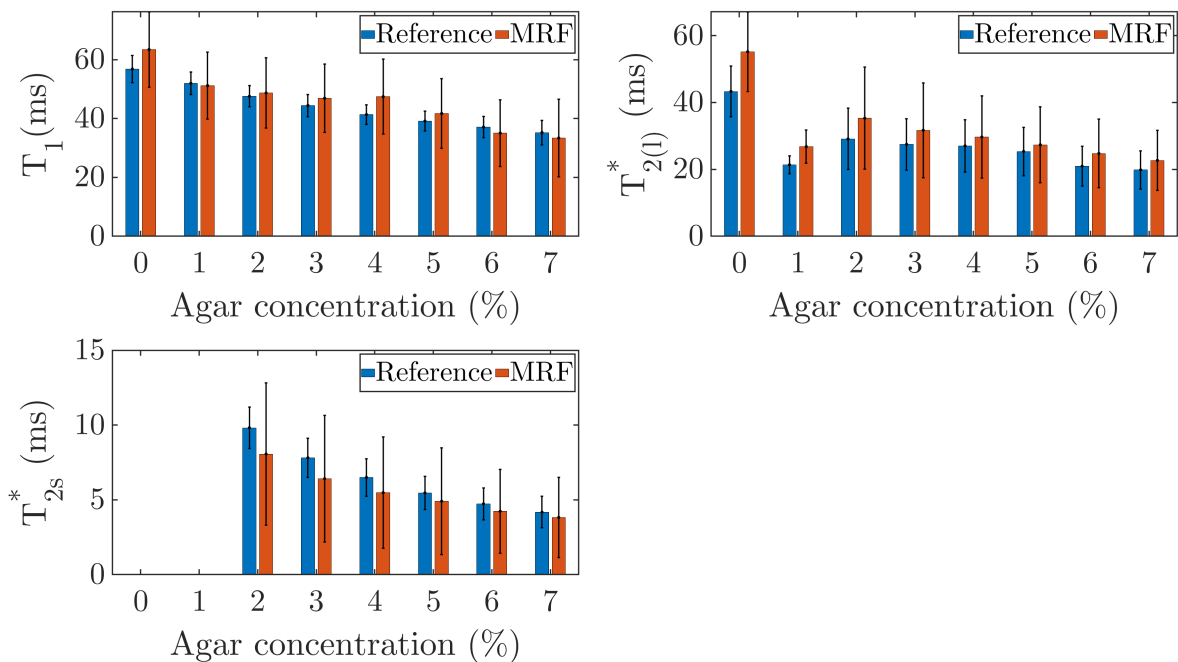 Reference MRF
60
40
20
0
T1(ms)
0 1 2 3 4 5 6 7
Agar concentration (%)
Reference MRF
60
40
20
0
T*2(l) (ms)
0 1 2 3 4 5 6 7
Agar concentration (%)
Reference MRF
15
10
5
0
T*2s (ms)
0 1 2 3 4 5 6 7
Agar concentration (%)